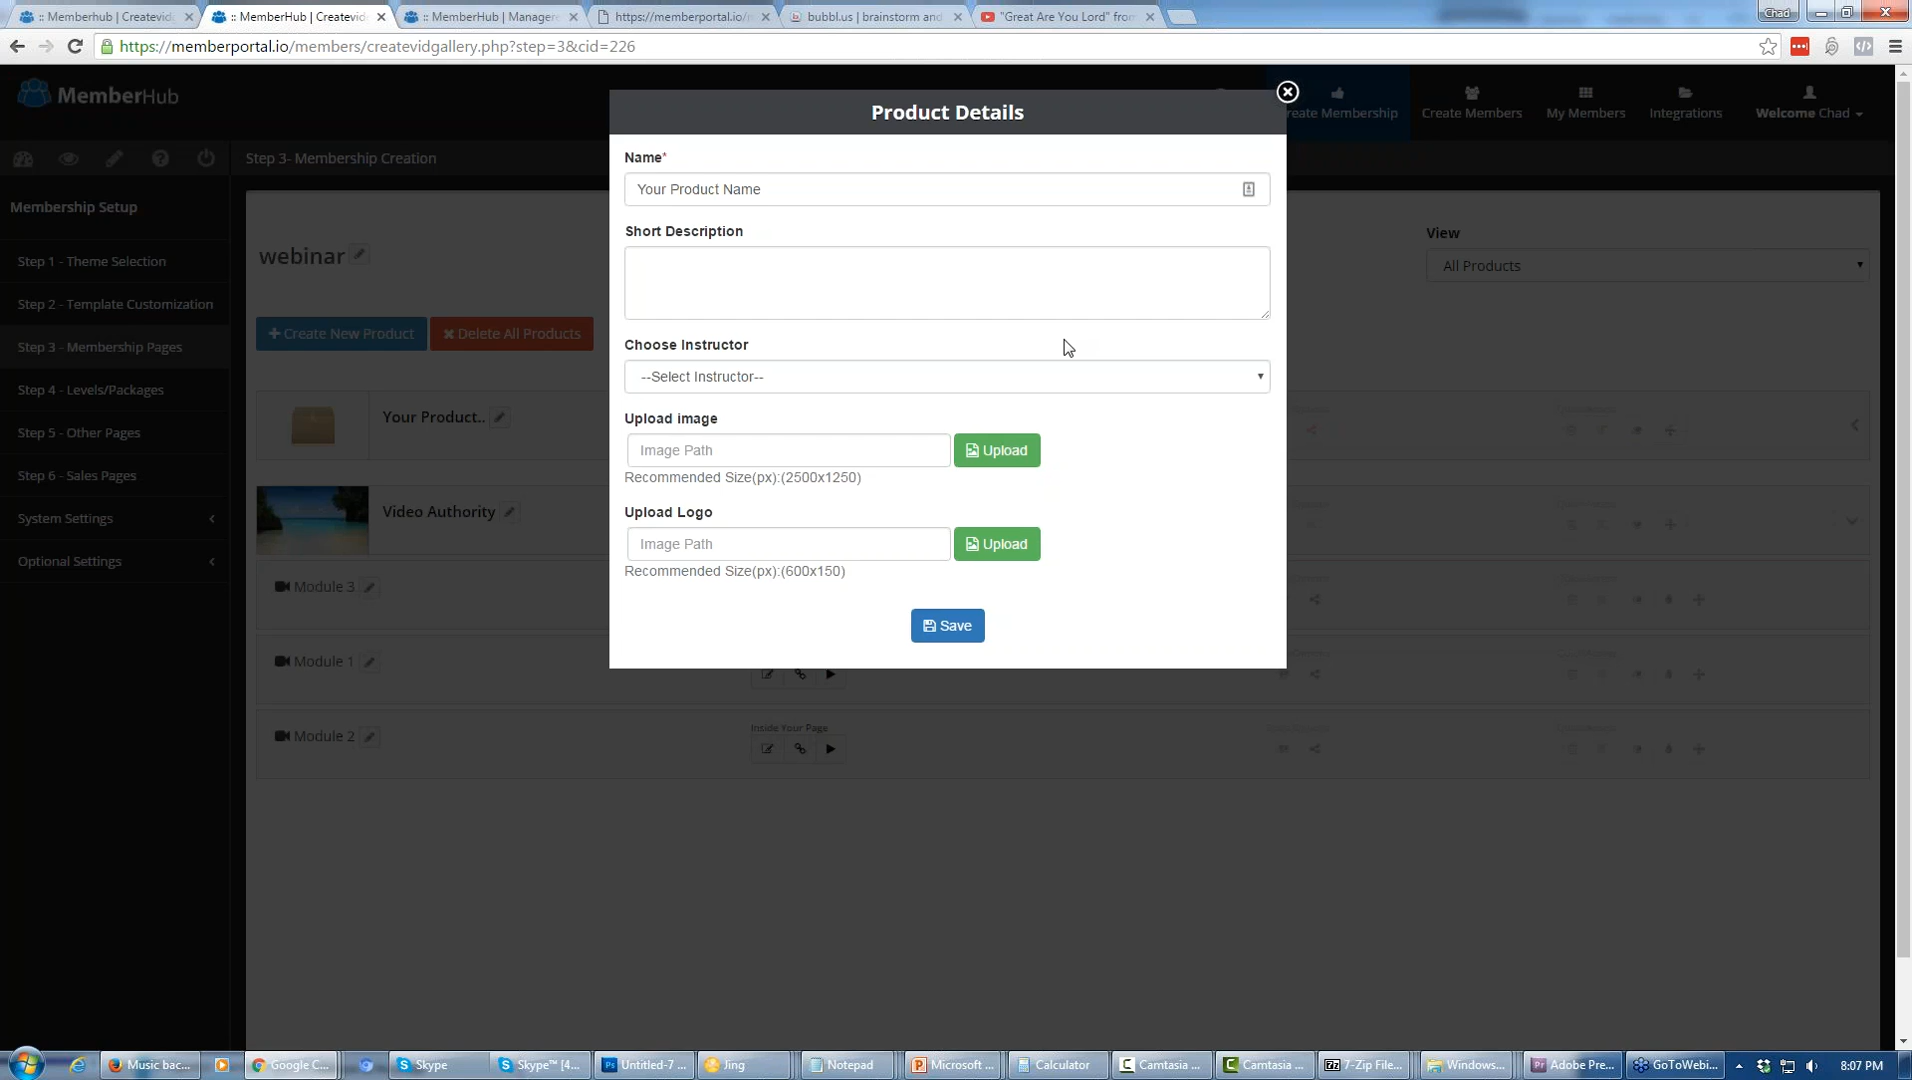 :: MemberHub | Createvid
:: MemberHub | Createvid
:: MemberHub | Manager
https://memberportal.io/m
bubbl.us | brainstorm and
"Great Are You Lord" from
Chad
https://memberportal.io/members/createvidgallery.php?step=3&cid=226
MemberHub
Create Membership
Create Members
My Members
Integrations
Welcome Chad
Step 3- Membership Creation
Membership Setup
Step 1 - Theme Selection
Step 2 - Template Customization
Step 3 - Membership Pages
Step 4 - Levels/Packages
Step 5 - Other Pages
Step 6 - Sales Pages
System Settings
Optional Settings
webinar
View
All Products
Create New Product
Delete All Products
Your Product..
Video Authority
Module 3
Module 1
Module 2
Inside Your Page
Product Details
Name*
Your Product Name
Short Description
Choose Instructor
--Select Instructor--
Upload image
Image Path
Upload
Recommended Size(px):(2500x1250)
Upload Logo
Image Path
Upload
Recommended Size(px):(600x150)
Save
Music bac...
Google C...
Skype
Skype™ [4...
Untitled-7 ...
Jing
Notepad
Microsoft ...
Calculator
Camtasia ...
Camtasia ...
7-Zip File...
Windows...
Adobe Pre...
GoToWebi...
8:07 PM